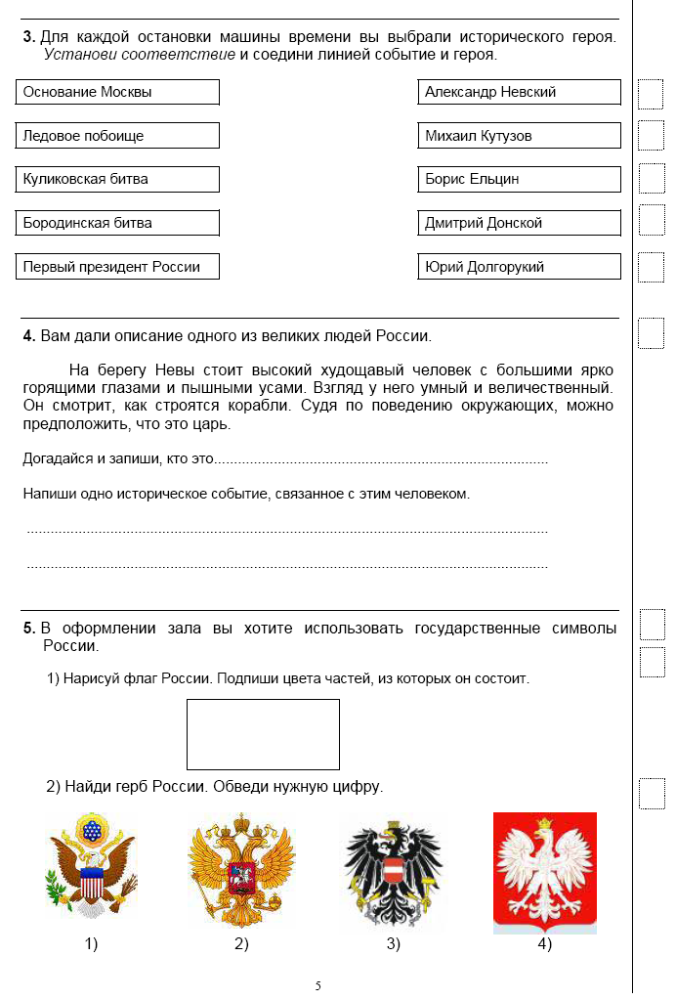 3. Для каждой остановки машины времени вы выбрали исторического героя.
Установи соответствие и соедини линией событие и героя.
Основание Москвы
Александр Невский
Ледовое побоище
Михаил Кутузов
Куликовская битва
Борис Ельцин
Бородинская битва
Дмитрий Донской
Первый президент России
Юрий Долгорукий
4. Вам дали описание одного из великих людей России.
На берегу Невы стоит высокий худощавый человек с большими ярко
горящими глазами и пышными усами. Взгляд у него умный и величественный.
Он смотрит, как строятся корабли. Судя по поведению окружающих, можно
предположить, что это царь.
Догадайся и запиши, кто это....................................................................................
Напиши одно историческое событие, связанное с этим человеком.
...................................................................................................................................
...................................................................................................................................
5. В оформлении зала вы хотите использовать государственные символы
России.
1) Нарисуй флаг России. Подпиши цвета частей, из которых он состоит.
2) Найди герб России. Обведи нужную цифру.
1) 2) 3) 4)
5